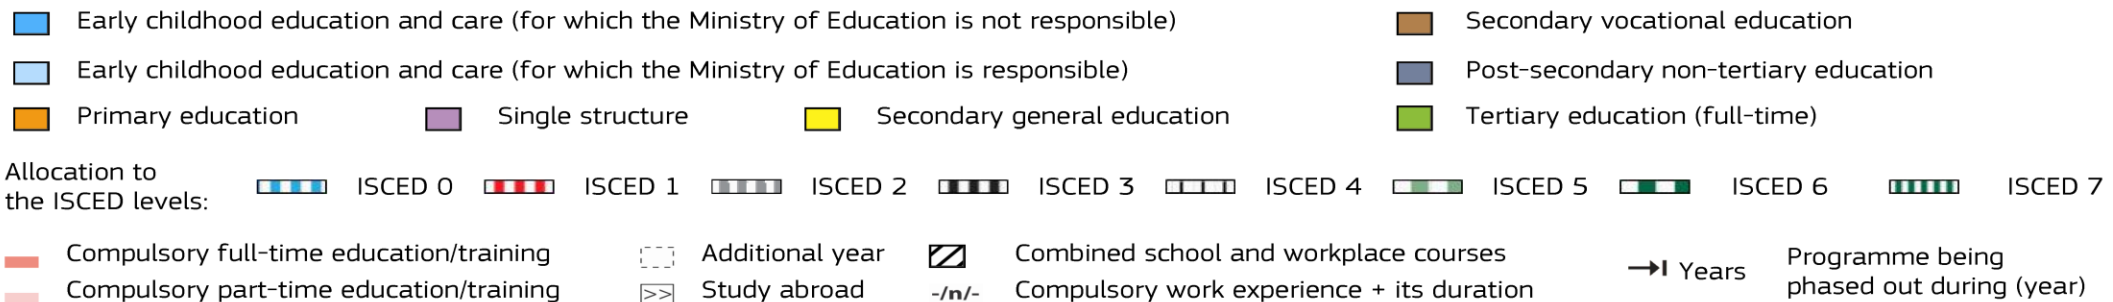 Early childhood education and care (for which the Ministry of Education is not responsible)
Secondary vocational education
Early childhood education and care (for which the Ministry of Education is responsible)
Post-secondary non-tertiary education
Primary education
Single structure
Secondary general education
Tertiary education (full-time)
Allocation to
the ISCED levels:
ISCED 0
ISCED 1
ISCED 2
ISCED 3
ISCED 4
ISCED 5
ISCED 6
ISCED 7
Compulsory full-time education/training
Additional year
Combined school and workplace courses
Years
Programme being
phased out during (year)
Compulsory part-time education/training
>> Study abroad
-/n/- Compulsory work experience + its duration